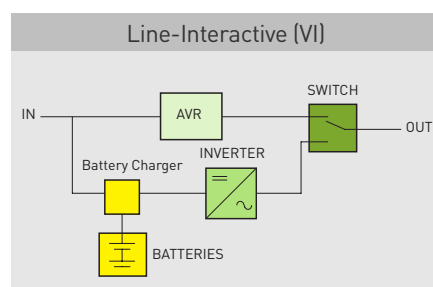 Line-Interactive (VI)
SWITCH
IN
AVR
OUT
INVERTER
Battery Charger
BATTERIES